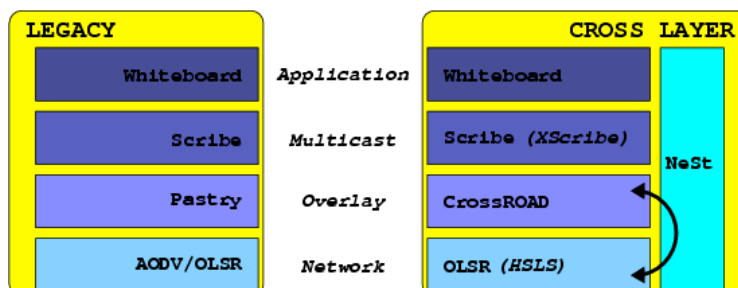 LEGACY CROSS LAYER
Whiteboard Application Whiteboard
Scribe Multicast Scribe (XScribe)
NeSt
Pastry Overlay CrossROAD
AODV/OLSR Network OLSR (HSLS)